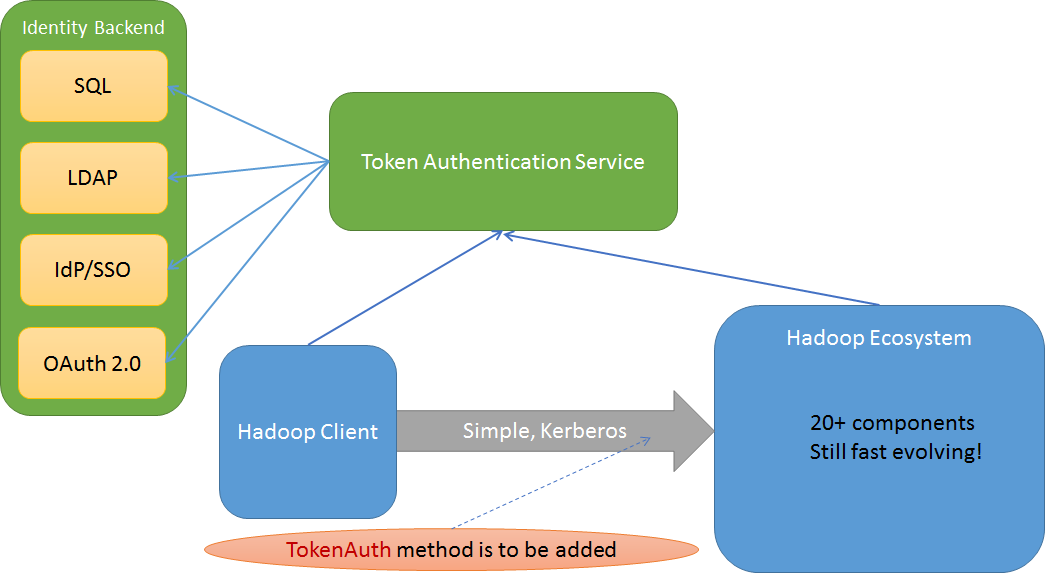 Identity Backend
SQL
LDAP
IdP/SSO
OAuth 2.0
Token Authentication Service
Hadoop Client
Simple, Kerberos
Hadoop Ecosystem
20+ components
Still fast evolving!
TokenAuth method is to be added